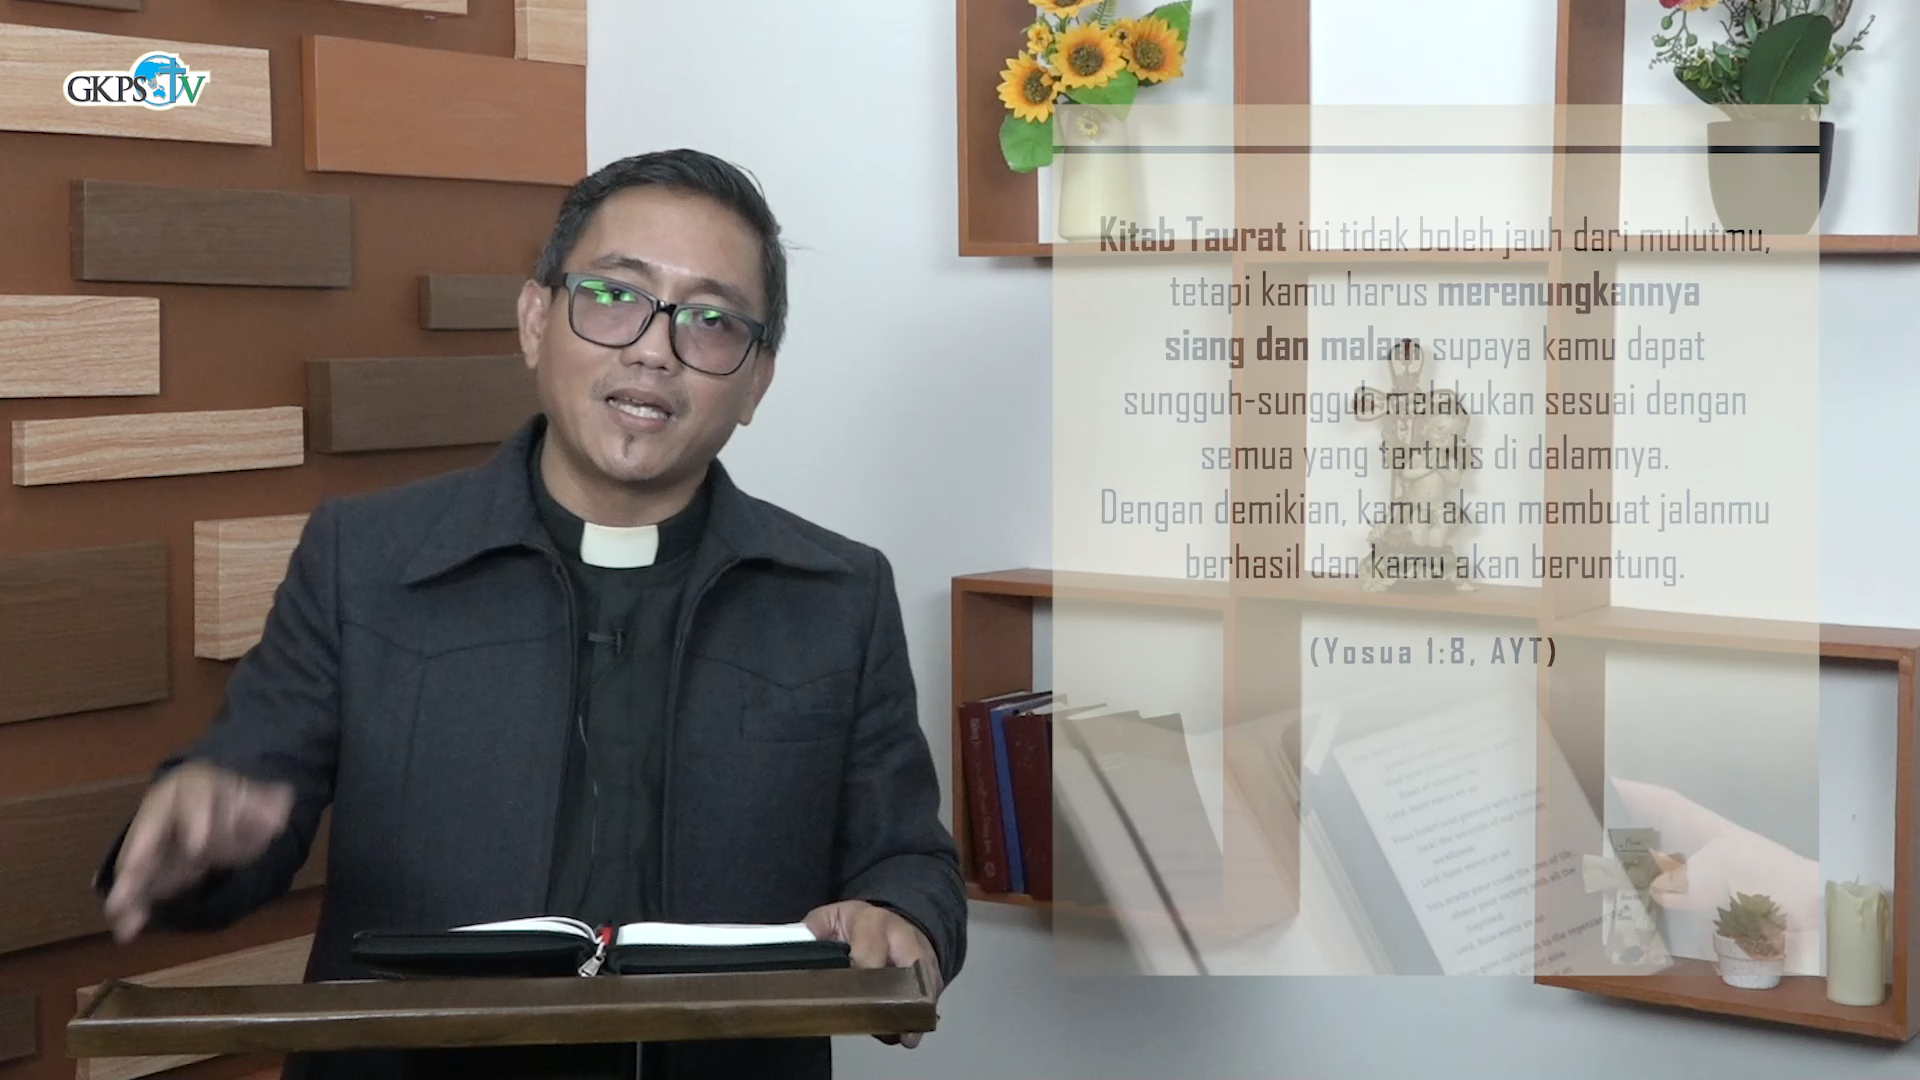 GKPS TV
Kitab Taurat ini tidak boleh jauh dari mulutmu,
tetapi kamu harus merenungkannya
siang dan malam supaya kamu dapat
sungguh-sungguh melakukan sesuai dengan
semua yang tertulis di dalamnya.
Dengan demikian, kamu akan membuat jalanmu
berhasil dan kamu akan beruntung.
(Yosua 1:8, AYT)